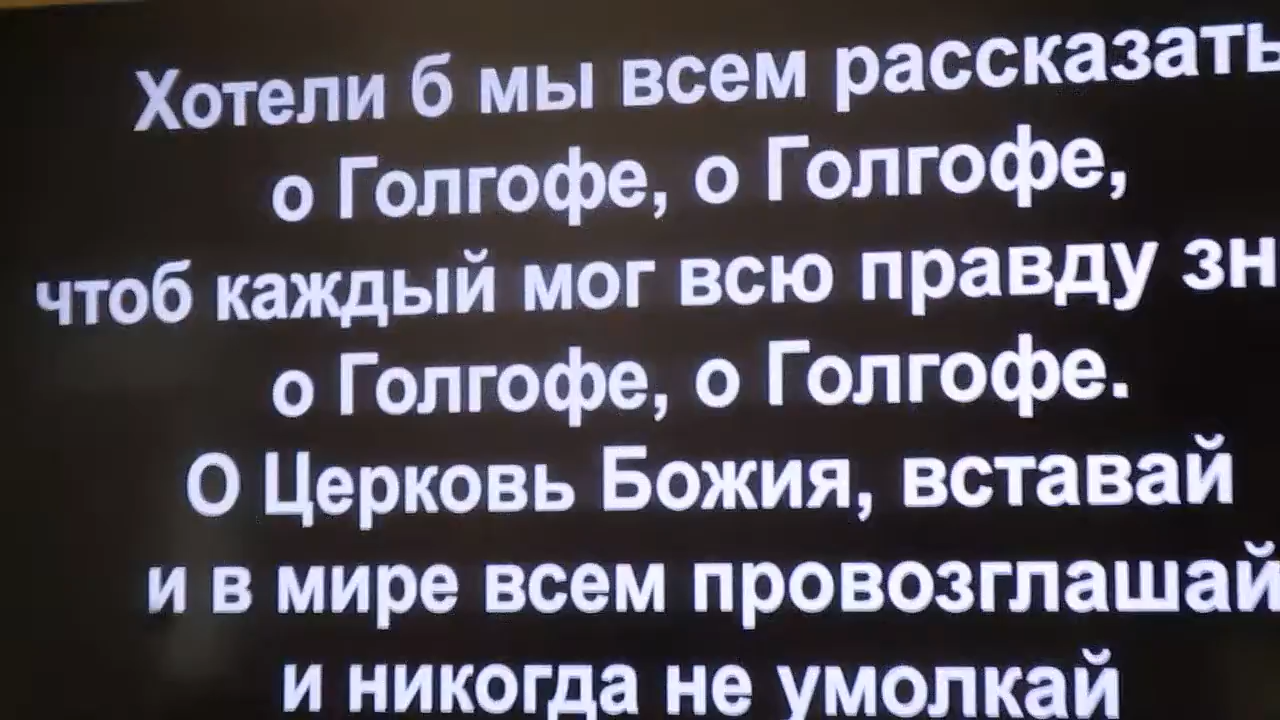 Хотели б мы всем рассказать
о Голгофе, о Голгофе,
чтоб каждый мог всю правду зн
о Голгофе, о Голгофе.
О Церковь Божия, вставай
и в мире всем провозглашай
и никогда не умолкай